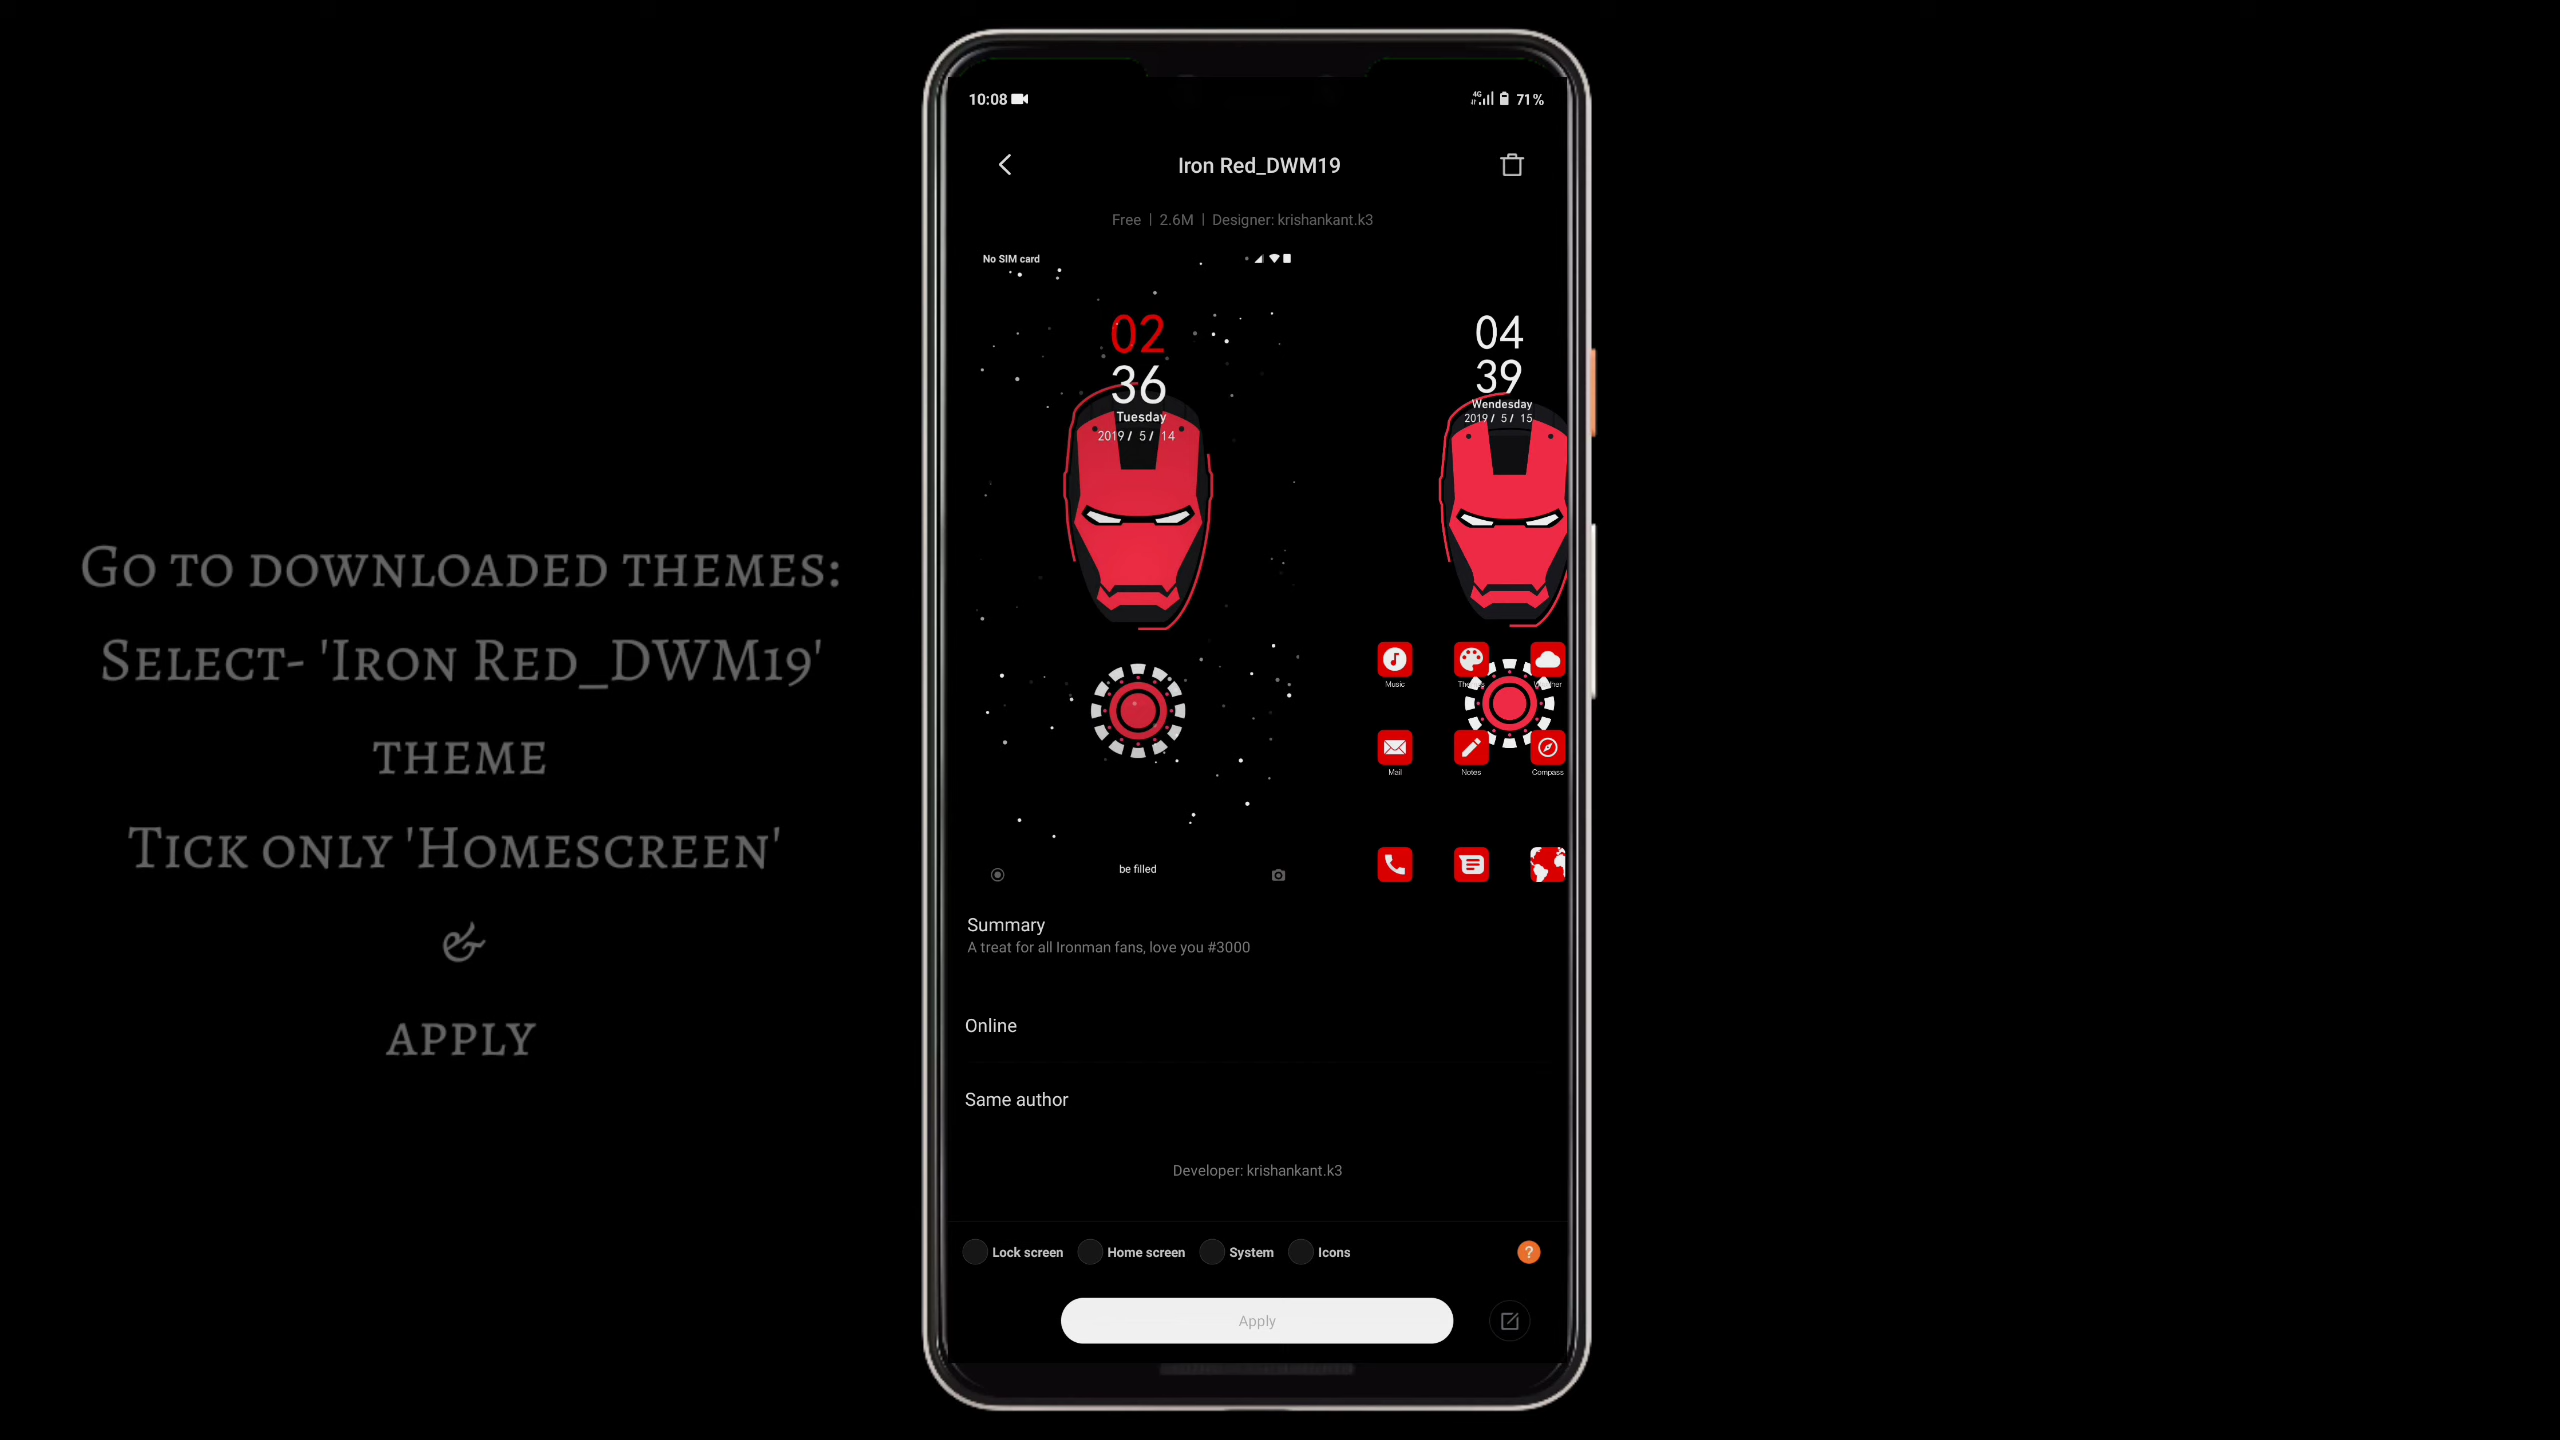 Go to downloaded themes:
Select- 'Iron Red_DWM19'
theme
Tick only 'Homescreen'
&
apply
10:08
4G
71%
Iron Red_DWM19
Free | 2.6M | Designer: krishankant.k3
No SIM card
02
36
Tuesday
2019/ 5/ 14
be filled
04
39
Wendesday
2019/ 5/ 15
Music
Mail
Notes
Compass
Summary
A treat for all Ironman fans, love you #3000
Online
Same author
Developer: krishankant.k3
Lock screen
Home screen
System
Icons
?
Apply